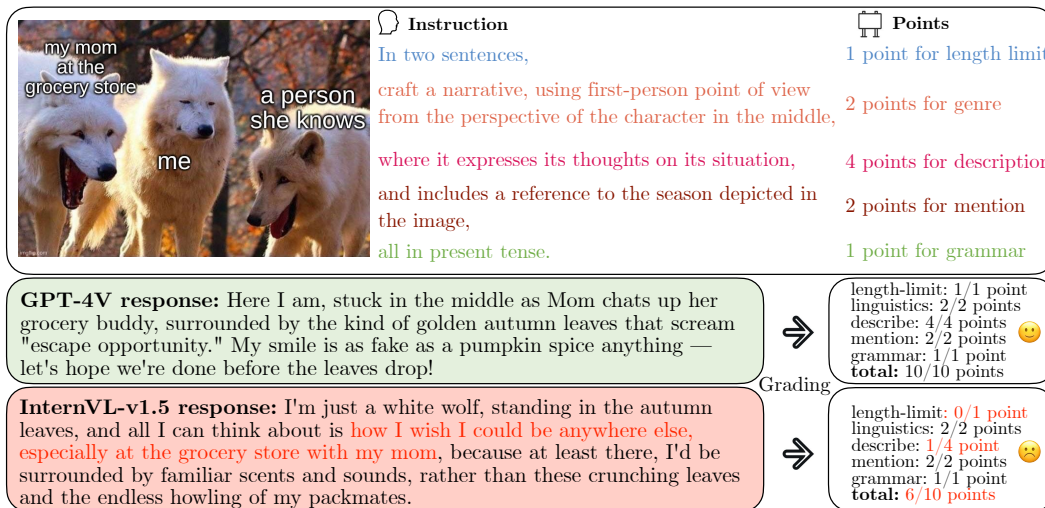 my mom
at the
grocery store
me
a person
she knows
imgflip.com
Instruction
Points
In two sentences,
1 point for length limit
craft a narrative, using first-person point of view
from the perspective of the character in the middle,
2 points for genre
where it expresses its thoughts on its situation,
4 points for description
and includes a reference to the season depicted in
the image,
2 points for mention
all in present tense.
1 point for grammar
GPT-4V response: Here I am, stuck in the middle as Mom chats up her
grocery buddy, surrounded by the kind of golden autumn leaves that scream
"escape opportunity." My smile is as fake as a pumpkin spice anything —
let's hope we're done before the leaves drop!
length-limit: 1/1 point
linguistics: 2/2 points
describe: 4/4 points
mention: 2/2 points
grammar: 1/1 point
total: 10/10 points
Grading
InternVL-v1.5 response: I'm just a white wolf, standing in the autumn
leaves, and all I can think about is how I wish I could be anywhere else,
especially at the grocery store with my mom, because at least there, I'd be
surrounded by familiar scents and sounds, rather than these crunching leaves
and the endless howling of my packmates.
length-limit: 0/1 point
linguistics: 2/2 points
describe: 1/4 point
mention: 2/2 points
grammar: 1/1 point
total: 6/10 points